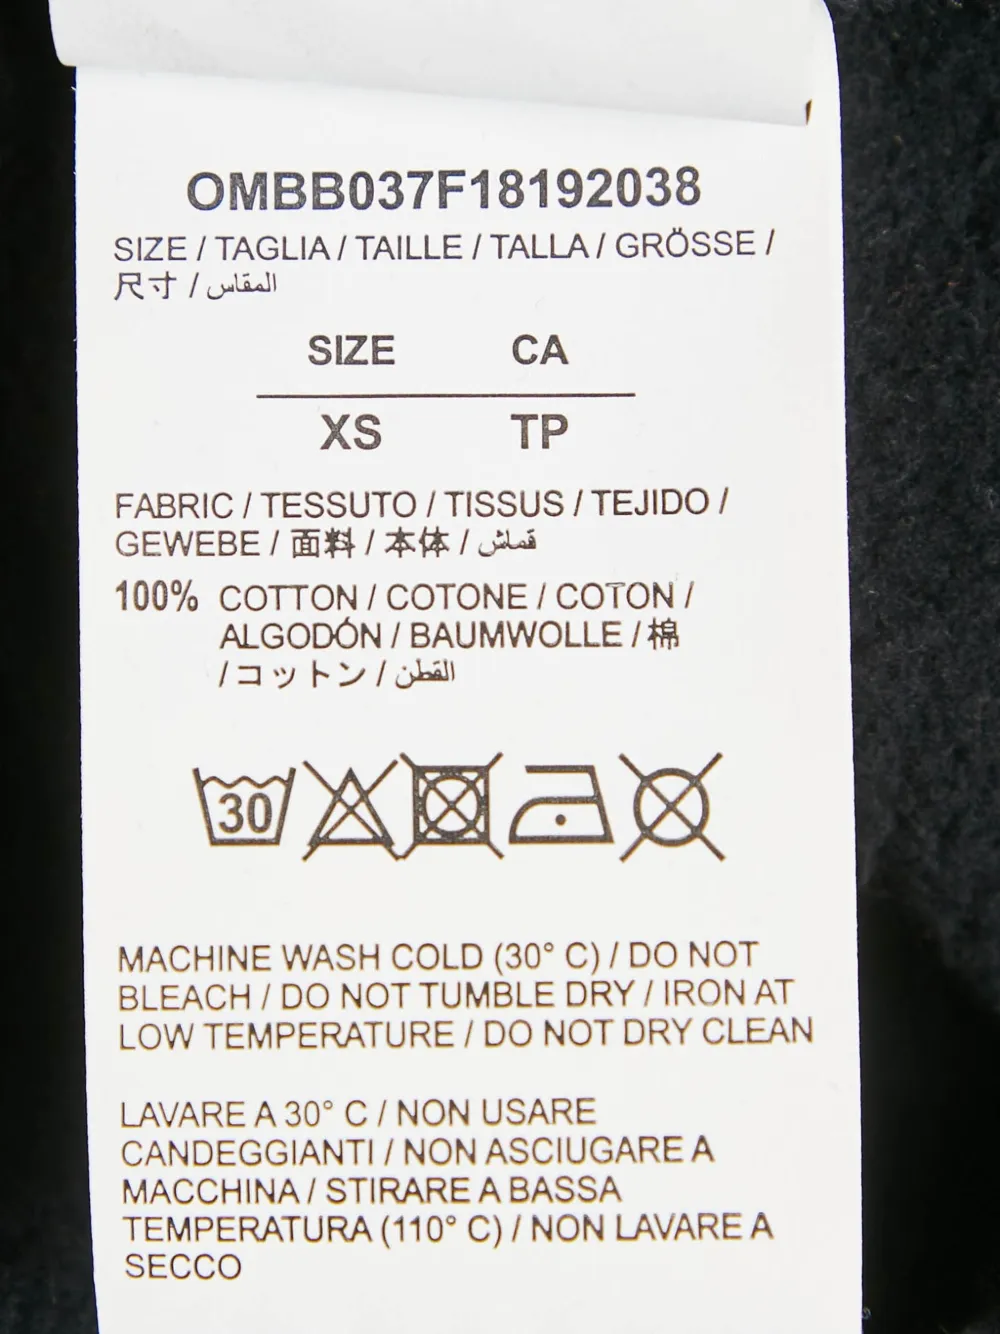 OMBB037F18192038
SIZE / TAGLIA / TAILLE / TALLA / GRÖSSE /
尺寸 / المقاس
SIZE CA
XS TP
FABRIC / TESSUTO / TISSUS / TEJIDO /
GEWEBE / 面料 / 本体 / قماش
100% COTTON / COTONE / COTON /
ALGODÓN / BAUMWOLLE / 棉
/ コットン / القطن
30
MACHINE WASH COLD (30° C) / DO NOT
BLEACH / DO NOT TUMBLE DRY / IRON AT
LOW TEMPERATURE / DO NOT DRY CLEAN
LAVARE A 30° C / NON USARE
CANDEGGIANTI / NON ASCIUGARE A
MACCHINA / STIRARE A BASSA
TEMPERATURA (110° C) / NON LAVARE A
SECCO